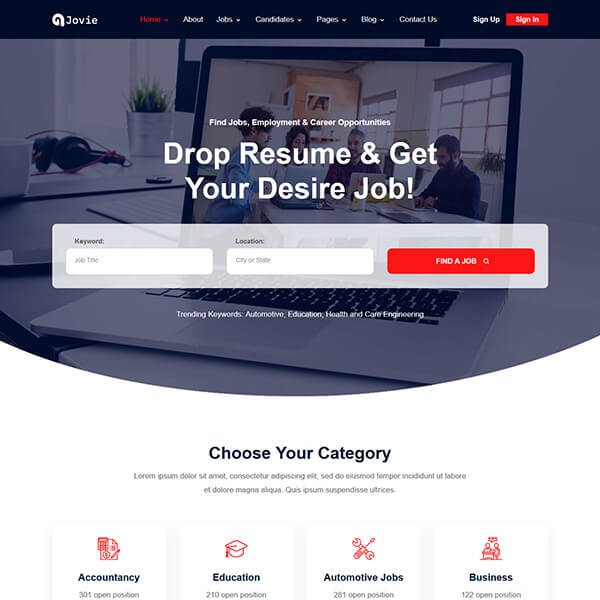 Jovie
Home About Jobs Candidates Pages Blog Contact Us Sign Up Sign In
Find Jobs, Employment & Career Opportunities
Drop Resume & Get
Your Desire Job!
Keyword: Location:
Job Title City or State FIND A JOB
Trending Keywords: Automotive, Education, Health and Care Engineering
Choose Your Category
Lorem ipsum dolor sit amet, consectetur adipiscing elit, sed do eiusmod tempor incididunt ut labore
et dolore magna aliqua. Quis ipsum suspendisse ultrices.
Accountancy Education Automotive Jobs Business
301 open position 210 open position 281 open position 122 open position